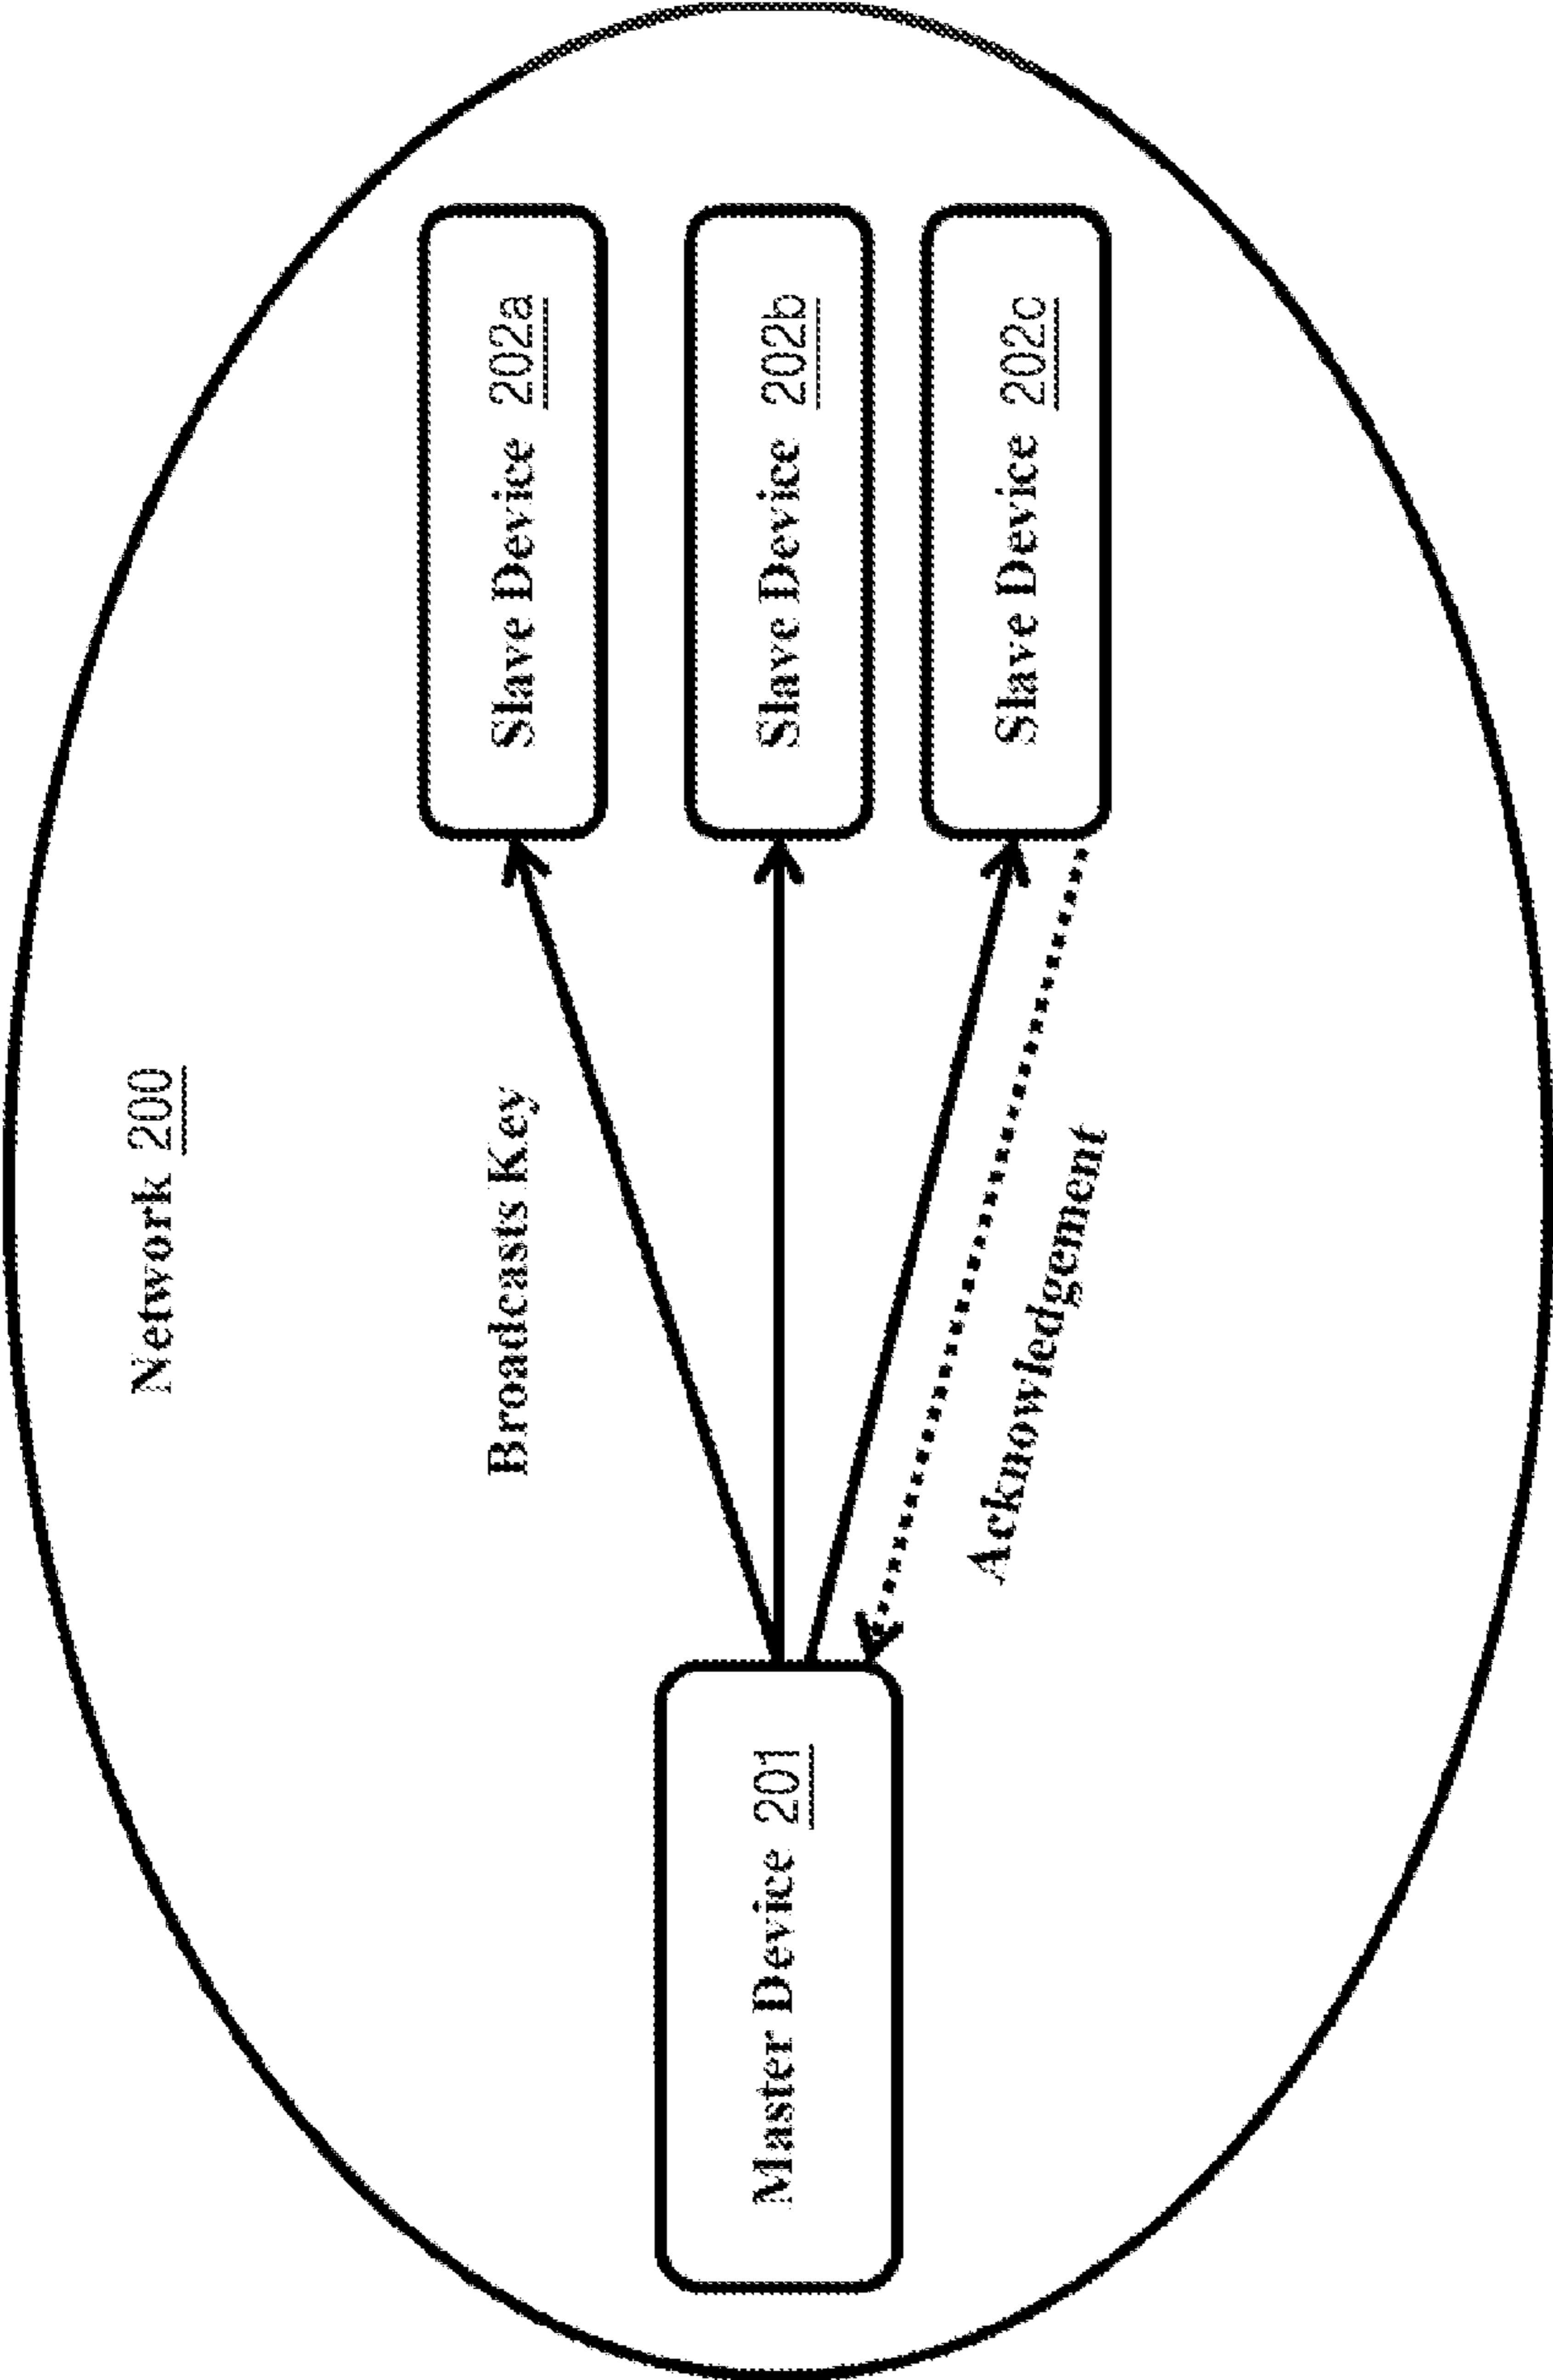 Network 200
Broadcasts Key
Slave Device 202a
Master Device 201
Slave Device 202b
Slave Device 202c
Acknowledgement